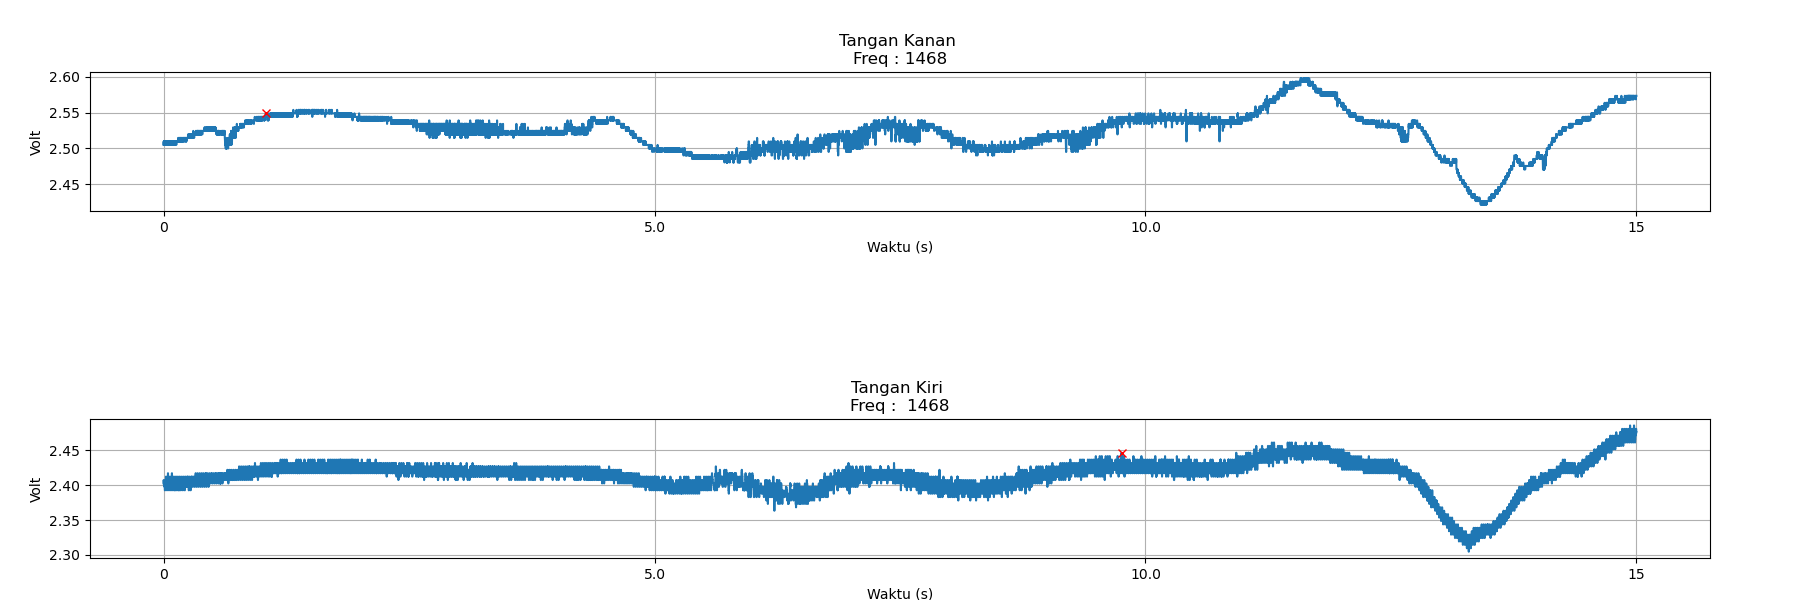 Tangan Kanan
Freq : 1468
2.60
2.55
2.50
2.45
Volt
0 5.0 10.0 15
Waktu (s)
Tangan Kiri
Freq :  1468
2.45
2.40
2.35
2.30
Volt
0 5.0 10.0 15
Waktu (s)